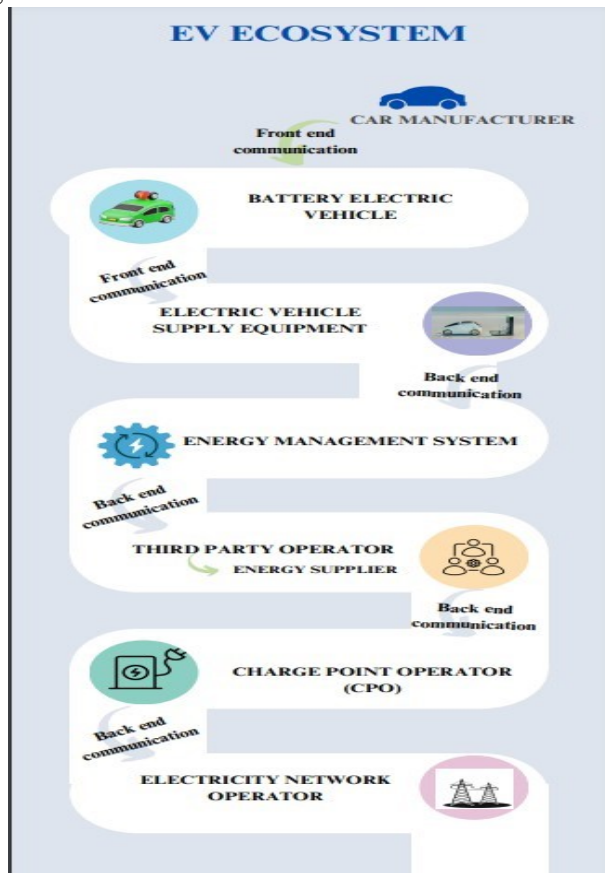 EV ECOSYSTEM
CAR MANUFACTURER
Front end
communication
BATTERY ELECTRIC
VEHICLE
Front end
communication
ELECTRIC VEHICLE
SUPPLY EQUIPMENT
Back end
communication
ENERGY MANAGEMENT SYSTEM
Back end
communication
THIRD PARTY OPERATOR
ENERGY SUPPLIER
Back end
communication
CHARGE POINT OPERATOR
(CPO)
Back end
communication
ELECTRICITY NETWORK
OPERATOR